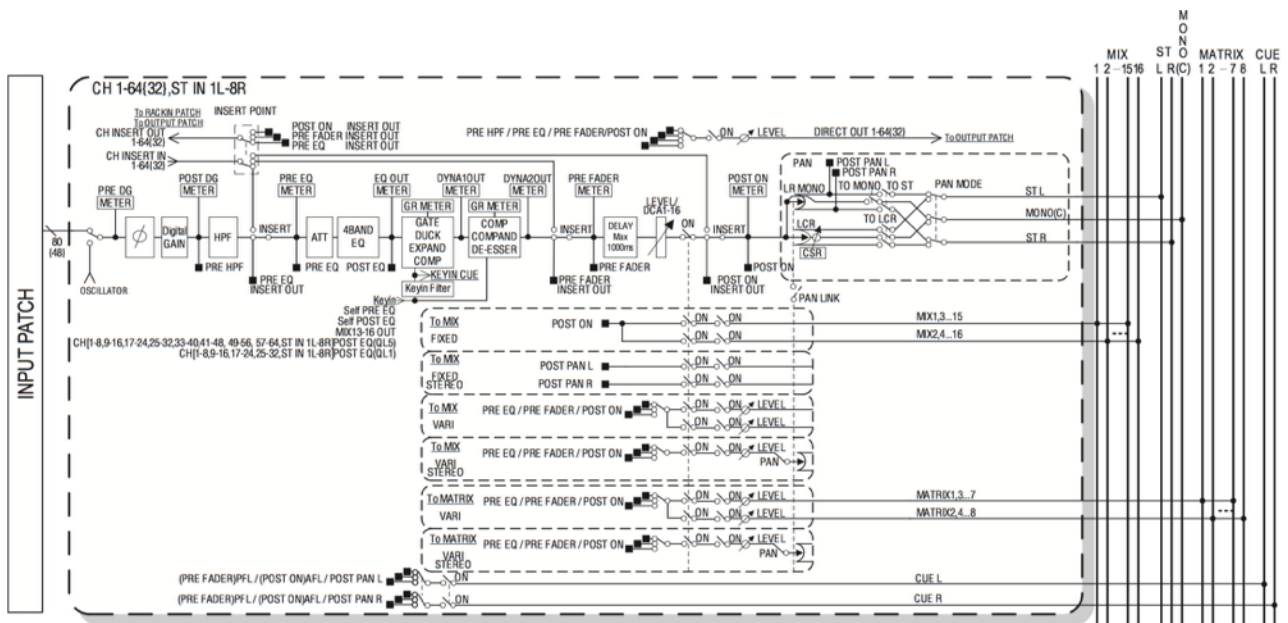 M
O
N
O
MIX ST (C) MATRIX CUE
1 2 –1516 L R 1 2 –7 8 L R
INPUT PATCH
CH 1-64{32},ST IN 1L-8R
To RACKIN PATCH
To OUTPUT PATCH
INSERT POINT
CH INSERT OUT
1-64{32}
CH INSERT IN
1-64{32}
POST ON INSERT OUT
PRE FADER INSERT OUT
PRE EQ INSERT OUT
PRE HPF / PRE EQ / PRE FADER/POST ON
ON
LEVEL
DIRECT OUT 1-64{32}
To OUTPUT PATCH
PRE DG
METER
POST DG
METER
PRE EQ
METER
EQ OUT
METER
DYNA1OUT
METER
DYNA2OUT
METER
PRE FADER
METER
POST ON
METER
GR METER
GR METER
LEVEL/
DCA1-16
PAN
POST PAN L
POST PAN R
LR MONO
TO MONO
TO ST
PAN MODE
TO LCR
LCR
CSR
ST L
MONO(C)
ST R
80
{48}
OSCILLATOR
Ø
Digital
GAIN
HPF
INSERT
ATT
4BAND
EQ
GATE
DUCK
EXPAND
COMP
COMP
COMPAND
DE-ESSER
INSERT
DELAY
Max
1000ms
ON
INSERT
PRE HPF
PRE EQ
INSERT OUT
PRE EQ
POST EQ
KEYIN CUE
Keyin Filter
PRE FADER
INSERT OUT
PRE FADER
POST ON
INSERT OUT
POST ON
PAN LINK
Keyin
Self PRE EQ
Self POST EQ
MIX13-16 OUT
CH[1-8,9-16,17-24,25-32,33-40,41-48, 49-56, 57-64,ST IN 1L-8R]POST EQ(QL5)
CH[1-8,9-16,17-24,25-32,ST IN 1L-8R]POST EQ(QL1)
To MIX
FIXED
POST ON
ON ON
ON ON
MIX1,3...15
MIX2,4...16
To MIX
FIXED
STEREO
POST PAN L
POST PAN R
ON ON
ON ON
To MIX
VARI
PRE EQ / PRE FADER / POST ON
ON ON LEVEL
ON ON LEVEL
To MIX
VARI
STEREO
PRE EQ / PRE FADER / POST ON
ON ON LEVEL
PAN
To MATRIX
VARI
PRE EQ / PRE FADER / POST ON
ON ON LEVEL
ON ON LEVEL
MATRIX1,3...7
MATRIX2,4...8
To MATRIX
VARI
STEREO
PRE EQ / PRE FADER / POST ON
ON ON LEVEL
PAN
(PRE FADER)PFL / (POST ON)AFL / POST PAN L
ON
CUE L
(PRE FADER)PFL / (POST ON)AFL / POST PAN R
ON
CUE R